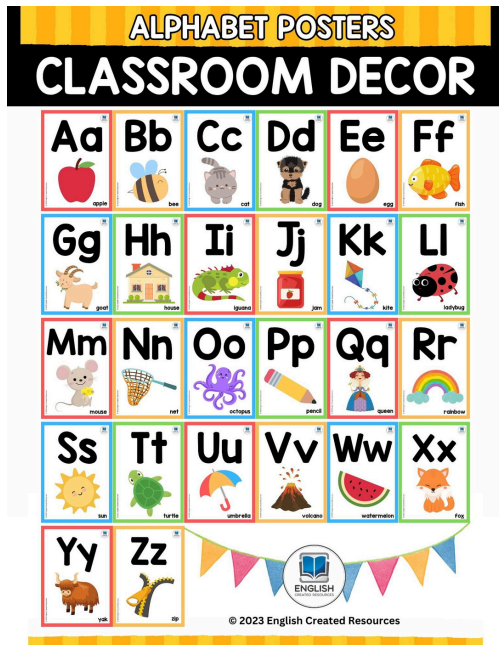 ALPHABET POSTERS
CLASSROOM DECOR
Aa Bb Cc Dd Ee Ff
apple bee cat dog egg fish
Gg Hh Ii Jj Kk Ll
goat house iguana jam kite ladybug
Mm Nn Oo Pp Qq Rr
mouse net octopus pencil queen rainbow
Ss Tt Uu Vv Ww Xx
sun turtle umbrella volcano watermelon fox
Yy Zz
yak zip
ENGLISH
CREATED RESOURCES
© 2023 English Created Resources